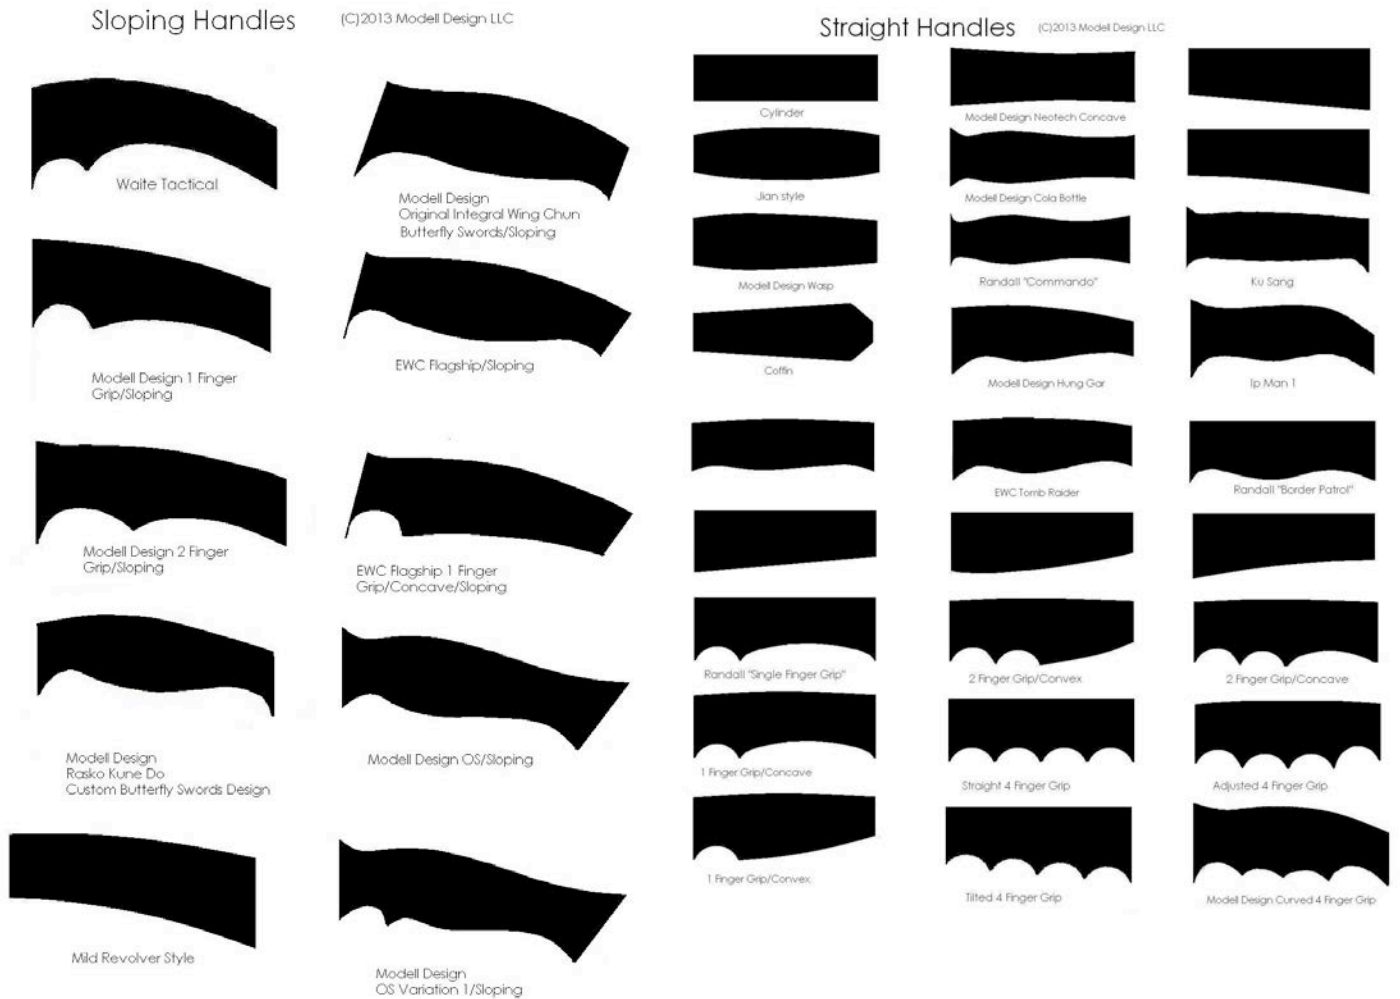 Sloping Handles (C)2013 Modell Design LLC
Waite Tactical
Modell Design
Original Integral Wing Chun
Butterfly Swords/Sloping
Modell Design 1 Finger
Grip/Sloping
EWC Flagship/Sloping
Modell Design 2 Finger
Grip/Sloping
EWC Flagship 1 Finger
Grip/Concave/Sloping
Modell Design
Rasko Kune Do
Custom Butterfly Swords Design
Modell Design OS/Sloping
Mild Revolver Style
Modell Design
OS Variation 1/Sloping
Straight Handles (C)2013 Modell Design LLC
Cylinder
Modell Design Neotech Concave
Jian style
Modell Design Cola Bottle
Modell Design Wasp
Randall "Commando"
Ku Sang
Coffin
Modell Design Hung Gar
Ip Man 1
EWC Tomb Raider
Randall "Border Patrol"
Randall "Single Finger Grip"
2 Finger Grip/Convex
2 Finger Grip/Concave
1 Finger Grip/Concave
Straight 4 Finger Grip
Adjusted 4 Finger Grip
1 Finger Grip/Convex
Tilted 4 Finger Grip
Modell Design Curved 4 Finger Grip